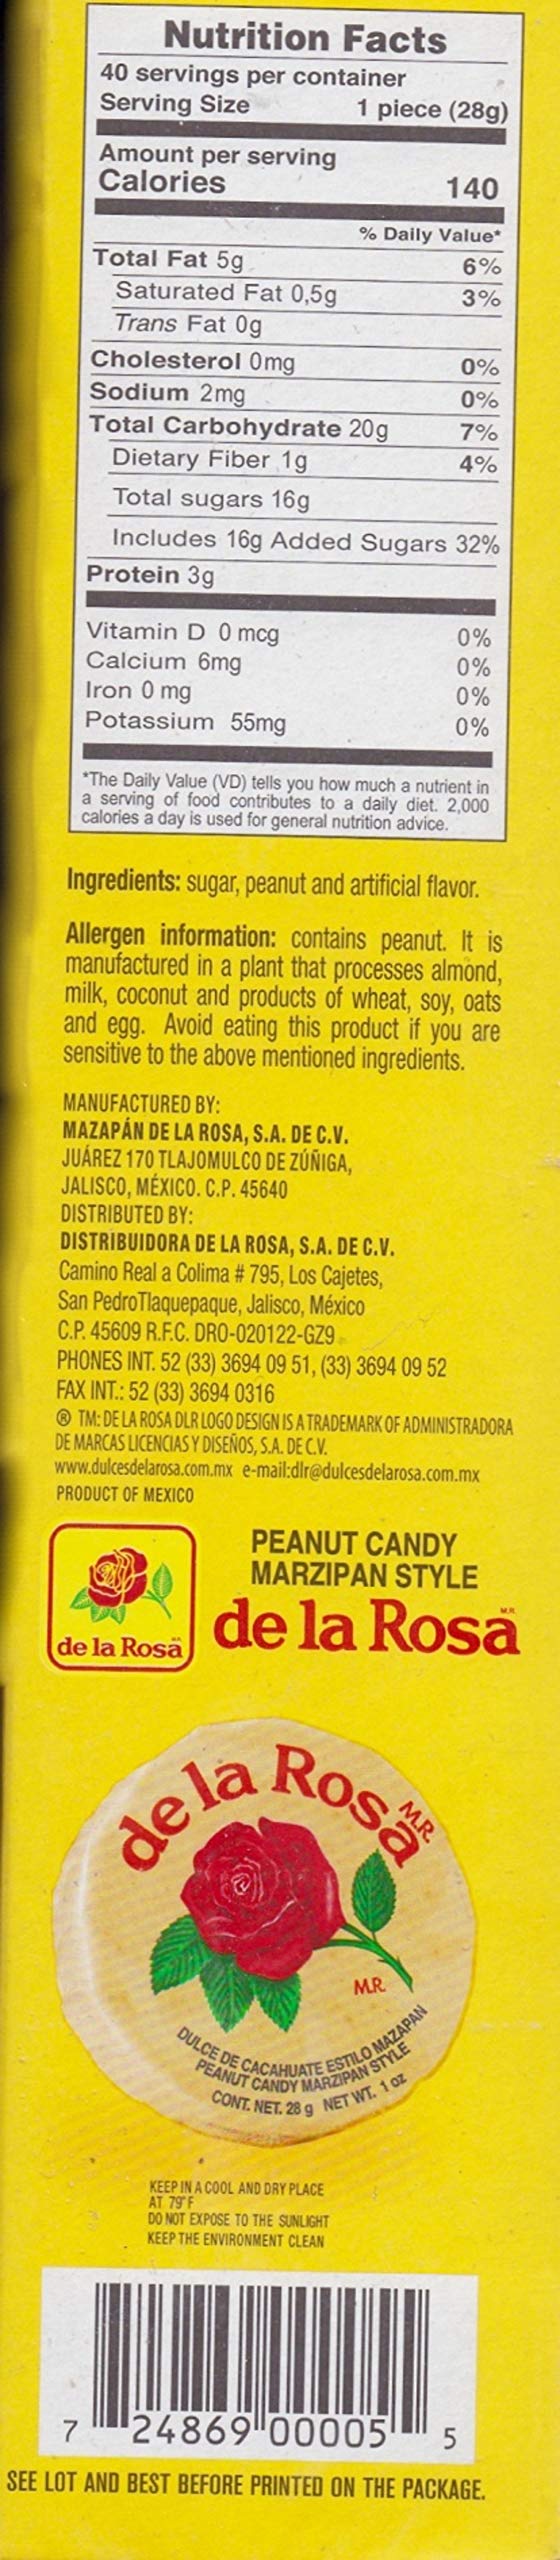 Nutrition Facts
40 servings per container
Serving Size 1 piece (28g)
Amount per serving
Calories 140
% Daily Value*
Total Fat 5g 6%
Saturated Fat 0,5g 3%
Trans Fat 0g
Cholesterol 0mg 0%
Sodium 2mg 0%
Total Carbohydrate 20g 7%
Dietary Fiber 1g 4%
Total sugars 16g
Includes 16g Added Sugars 32%
Protein 3g
Vitamin D 0 mcg 0%
Calcium 6mg 0%
Iron 0 mg 0%
Potassium 55mg 0%
*The Daily Value (VD) tells you how much a nutrient in
a serving of food contributes to a daily diet. 2,000
calories a day is used for general nutrition advice.
Ingredients: sugar, peanut and artificial flavor.
Allergen information: contains peanut. It is
manufactured in a plant that processes almond,
milk, coconut and products of wheat, soy, oats
and egg. Avoid eating this product if you are
sensitive to the above mentioned ingredients.
MANUFACTURED BY:
MAZAPÁN DE LA ROSA, S.A. DE C.V.
JUÁREZ 170 TLAJOMULCO DE ZÚÑIGA,
JALISCO, MÉXICO. C.P. 45640
DISTRIBUTED BY:
DISTRIBUIDORA DE LA ROSA, S.A. DE C.V.
Camino Real a Colima # 795, Los Cajetes,
San PedroTlaquepaque, Jalisco, México
C.P. 45609 R.F.C. DRO-020122-GZ9
PHONES INT. 52 (33) 3694 09 51, (33) 3694 09 52
FAX INT.: 52 (33) 3694 0316
® TM: DE LA ROSA DLR LOGO DESIGN IS A TRADEMARK OF ADMINISTRADORA
DE MARCAS LICENCIAS Y DISEÑOS, S.A. DE C.V.
www.dulcesdelarosa.com.mx e-mail:dlr@dulcesdelarosa.com.mx
PRODUCT OF MEXICO
PEANUT CANDY
MARZIPAN STYLE
de la Rosa M.R.
de la Rosa M.R.
de la Rosa M.R.
M.R.
DULCE DE CACAHUATE ESTILO MAZAPAN
PEANUT CANDY MARZIPAN STYLE
CONT. NET. 28 g NET WT. 1 oz
KEEP IN A COOL AND DRY PLACE
AT 79°F
DO NOT EXPOSE TO THE SUNLIGHT
KEEP THE ENVIRONMENT CLEAN
7 24869 00005 5
SEE LOT AND BEST BEFORE PRINTED ON THE PACKAGE.